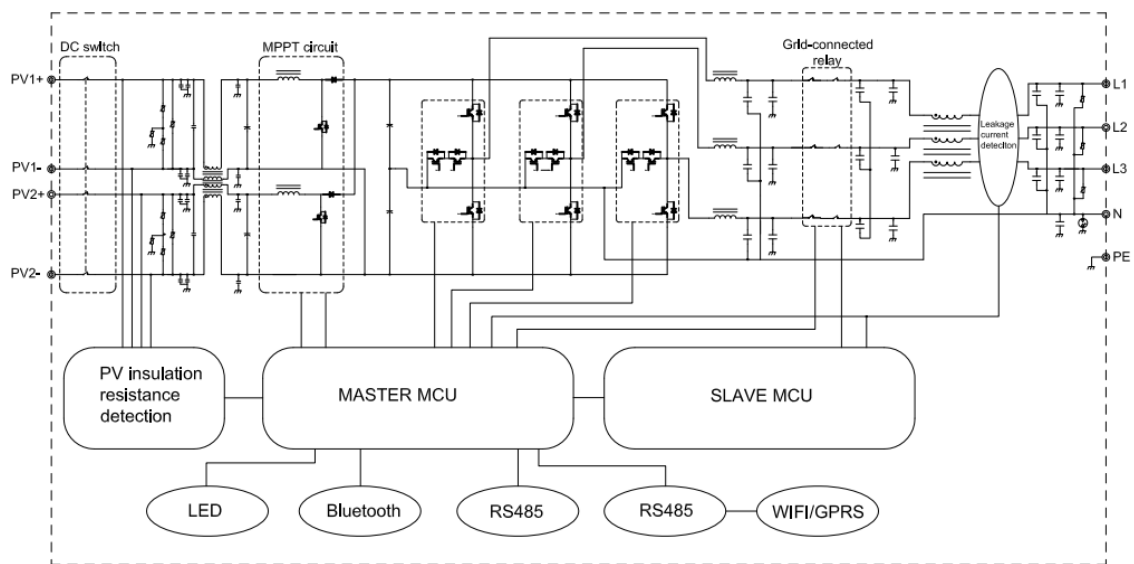 DC switch
MPPT circuit
Grid-connected
relay
PV1+
PV1-
PV2+
PV2-
Leakage
current
deteciton
L1
L2
L3
N
PE
PV insulation
resistance
detection
MASTER MCU
SLAVE MCU
LED
Bluetooth
RS485
RS485
WIFI/GPRS